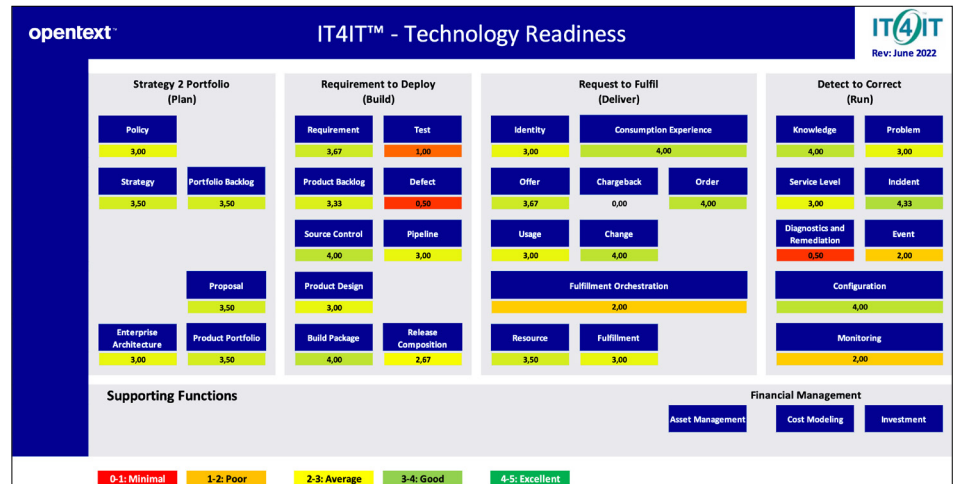 opentext™
IT4IT™ - Technology Readiness
IT4IT
Rev: June 2022
Strategy 2 Portfolio
(Plan)
Policy
3,00
Strategy
3,50
Portfolio Backlog
3,50
Proposal
3,50
Enterprise
Architecture
3,00
Product Portfolio
3,50
Requirement to Deploy
(Build)
Requirement
3,67
Test
1,00
Product Backlog
3,33
Defect
0,50
Source Control
4,00
Pipeline
3,00
Product Design
3,00
Build Package
4,00
Release
Composition
2,67
Request to Fulfil
(Deliver)
Identity
3,00
Consumption Experience
4,00
Offer
3,67
Chargeback
0,00
Order
4,00
Usage
3,00
Change
4,00
Fulfillment Orchestration
2,00
Resource
3,50
Fulfillment
3,00
Detect to Correct
(Run)
Knowledge
4,00
Problem
3,00
Service Level
3,00
Incident
4,33
Diagnostics and
Remediation
0,50
Event
2,00
Configuration
4,00
Monitoring
2,00
Supporting Functions
Financial Management
Asset Management
Cost Modeling
Investment
0-1: Minimal
1-2: Poor
2-3: Average
3-4: Good
4-5: Excellent